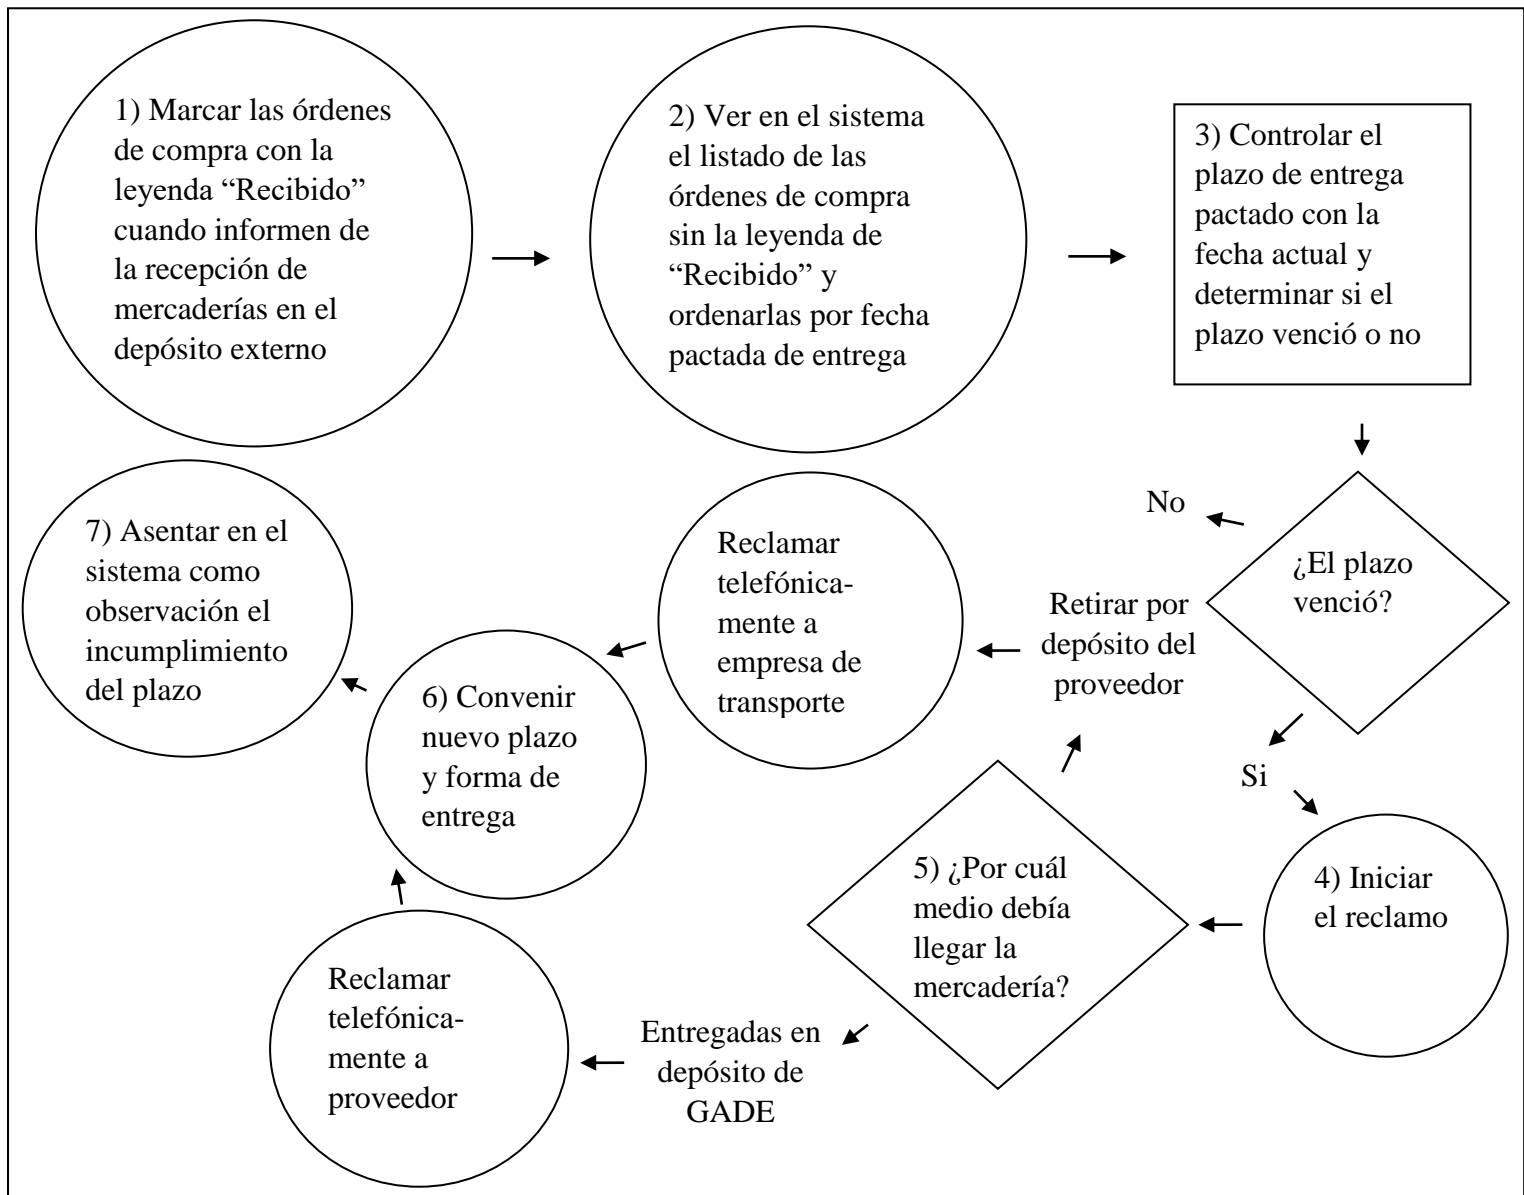 1) Marcar las órdenes
de compra con la
leyenda “Recibido”
cuando informen de
la recepción de
mercaderías en el
depósito externo
2) Ver en el sistema
el listado de las
órdenes de compra
sin la leyenda de
“Recibido” y
ordenarlas por fecha
pactada de entrega
3) Controlar el
plazo de entrega
pactado con la
fecha actual y
determinar si el
plazo venció o no
¿El plazo
venció?
No
Si
4) Iniciar
el reclamo
5) ¿Por cuál
medio debía
llegar la
mercadería?
Retirar por
depósito del
proveedor
Reclamar
telefónica-
mente a
empresa de
transporte
Entregadas en
depósito de
GADE
Reclamar
telefónica-
mente a
proveedor
6) Convenir
nuevo plazo
y forma de
entrega
7) Asentar en el
sistema como
observación el
incumplimiento
del plazo